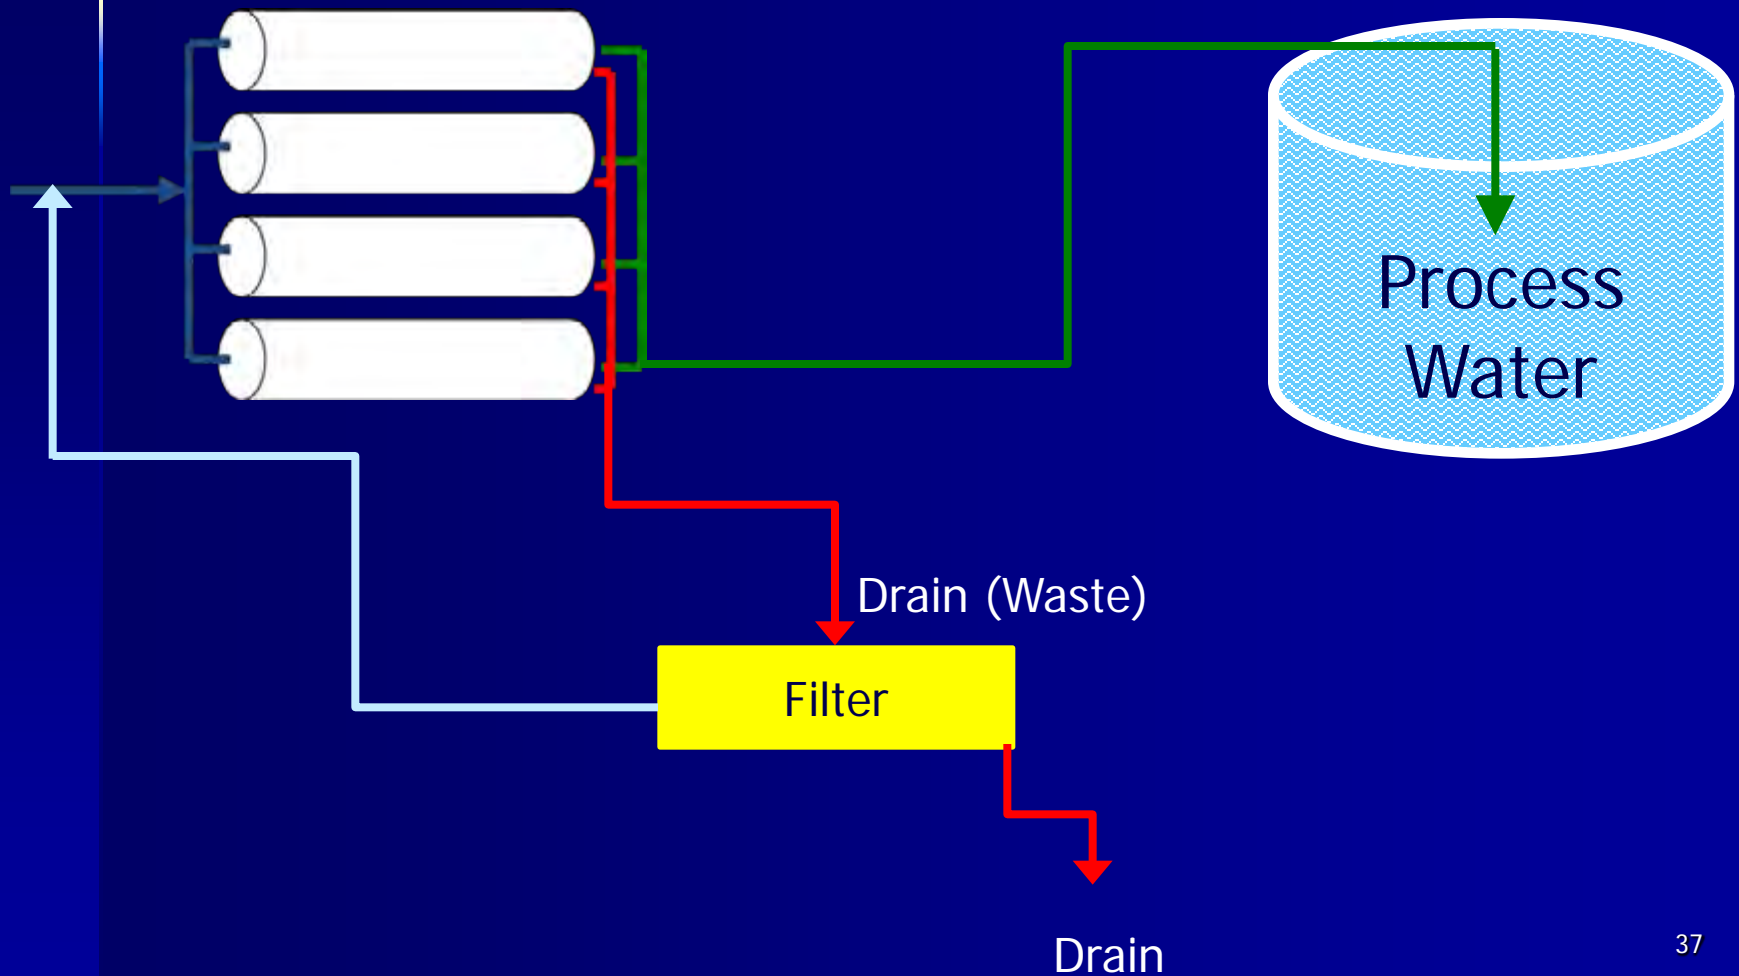 Process
Water
Drain (Waste)
Filter
Drain
37